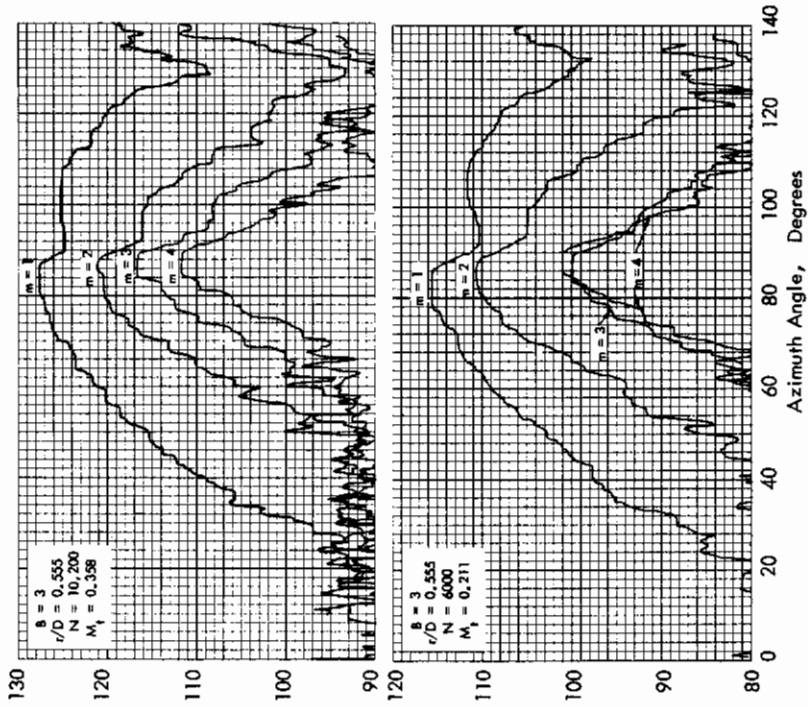 130
120
110
100
90
B = 3
r/D = 0.555
N = 10,200
Mt = 0.358
m = 1
m = 2
m = 3
m = 4
120
110
100
90
80
B = 3
r/D = 0.555
N = 6000
Mt = 0.211
m = 1
m = 2
m = 3
m = 4
0
20
40
60
80
100
120
140
Azimuth Angle, Degrees